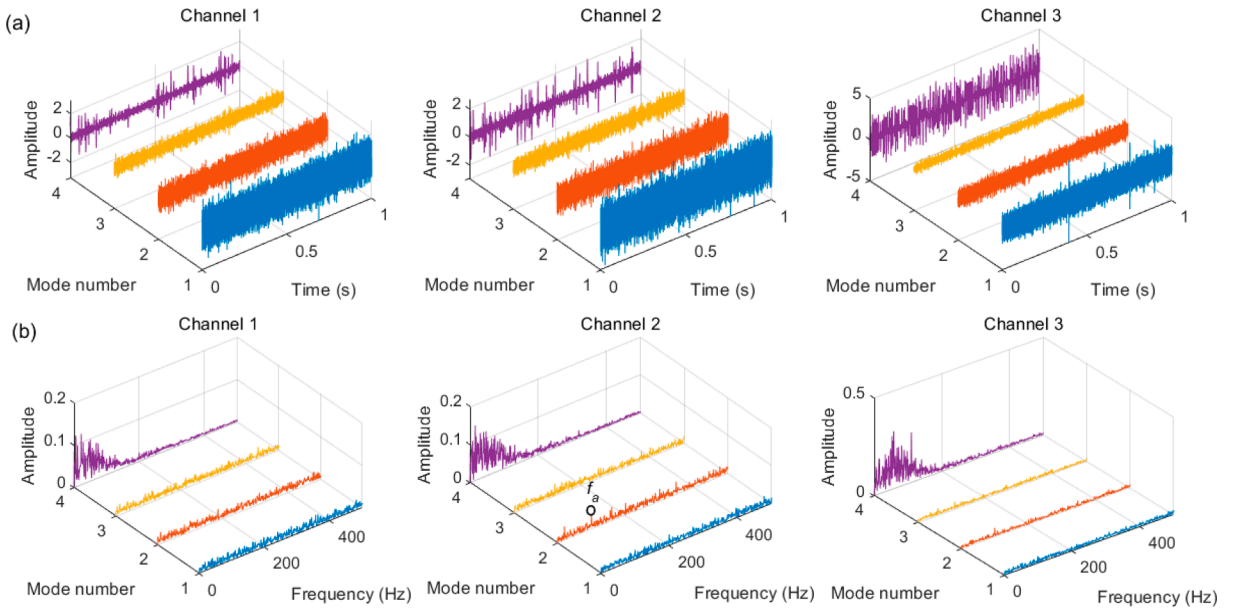 (a)
Channel 1
Channel 2
Channel 3
Amplitude
2
0
-2
4
3
2
1
Mode number
0
0.5
1
Time (s)
Amplitude
2
0
-2
4
3
2
1
Mode number
0
0.5
1
Time (s)
Amplitude
5
0
-5
4
3
2
1
Mode number
0
0.5
1
Time (s)
(b)
Channel 1
Channel 2
Channel 3
Amplitude
0.2
0.1
0
4
3
2
1
Mode number
0
200
400
Frequency (Hz)
Amplitude
0.2
0.1
0
4
3
2
1
Mode number
fa
0
200
400
Frequency (Hz)
Amplitude
0.5
0
4
3
2
1
Mode number
0
200
400
Frequency (Hz)